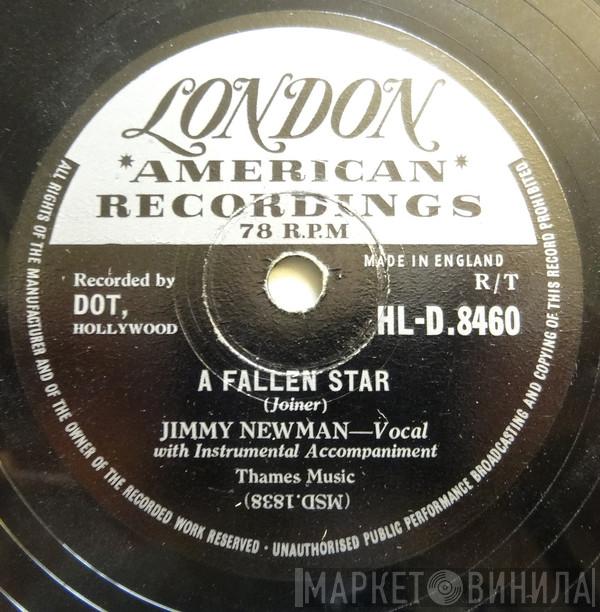 LONDON
*AMERICAN*
RECORDINGS
78 R.P.M
MADE IN ENGLAND
Recorded by
DOT,
HOLLYWOOD
R/T
HL-D.8460
A FALLEN STAR
(Joiner)
JIMMY NEWMAN—Vocal
with Instrumental Accompaniment
Thames Music
(MSD.1838)
ALL RIGHTS OF THE MANUFACTURER AND OF THE OWNER OF THE RECORDED WORK RESERVED · UNAUTHORISED PUBLIC PERFORMANCE BROADCASTING AND COPYING OF THIS RECORD PROHIBITED
МАРКЕТ ВИНИЛА